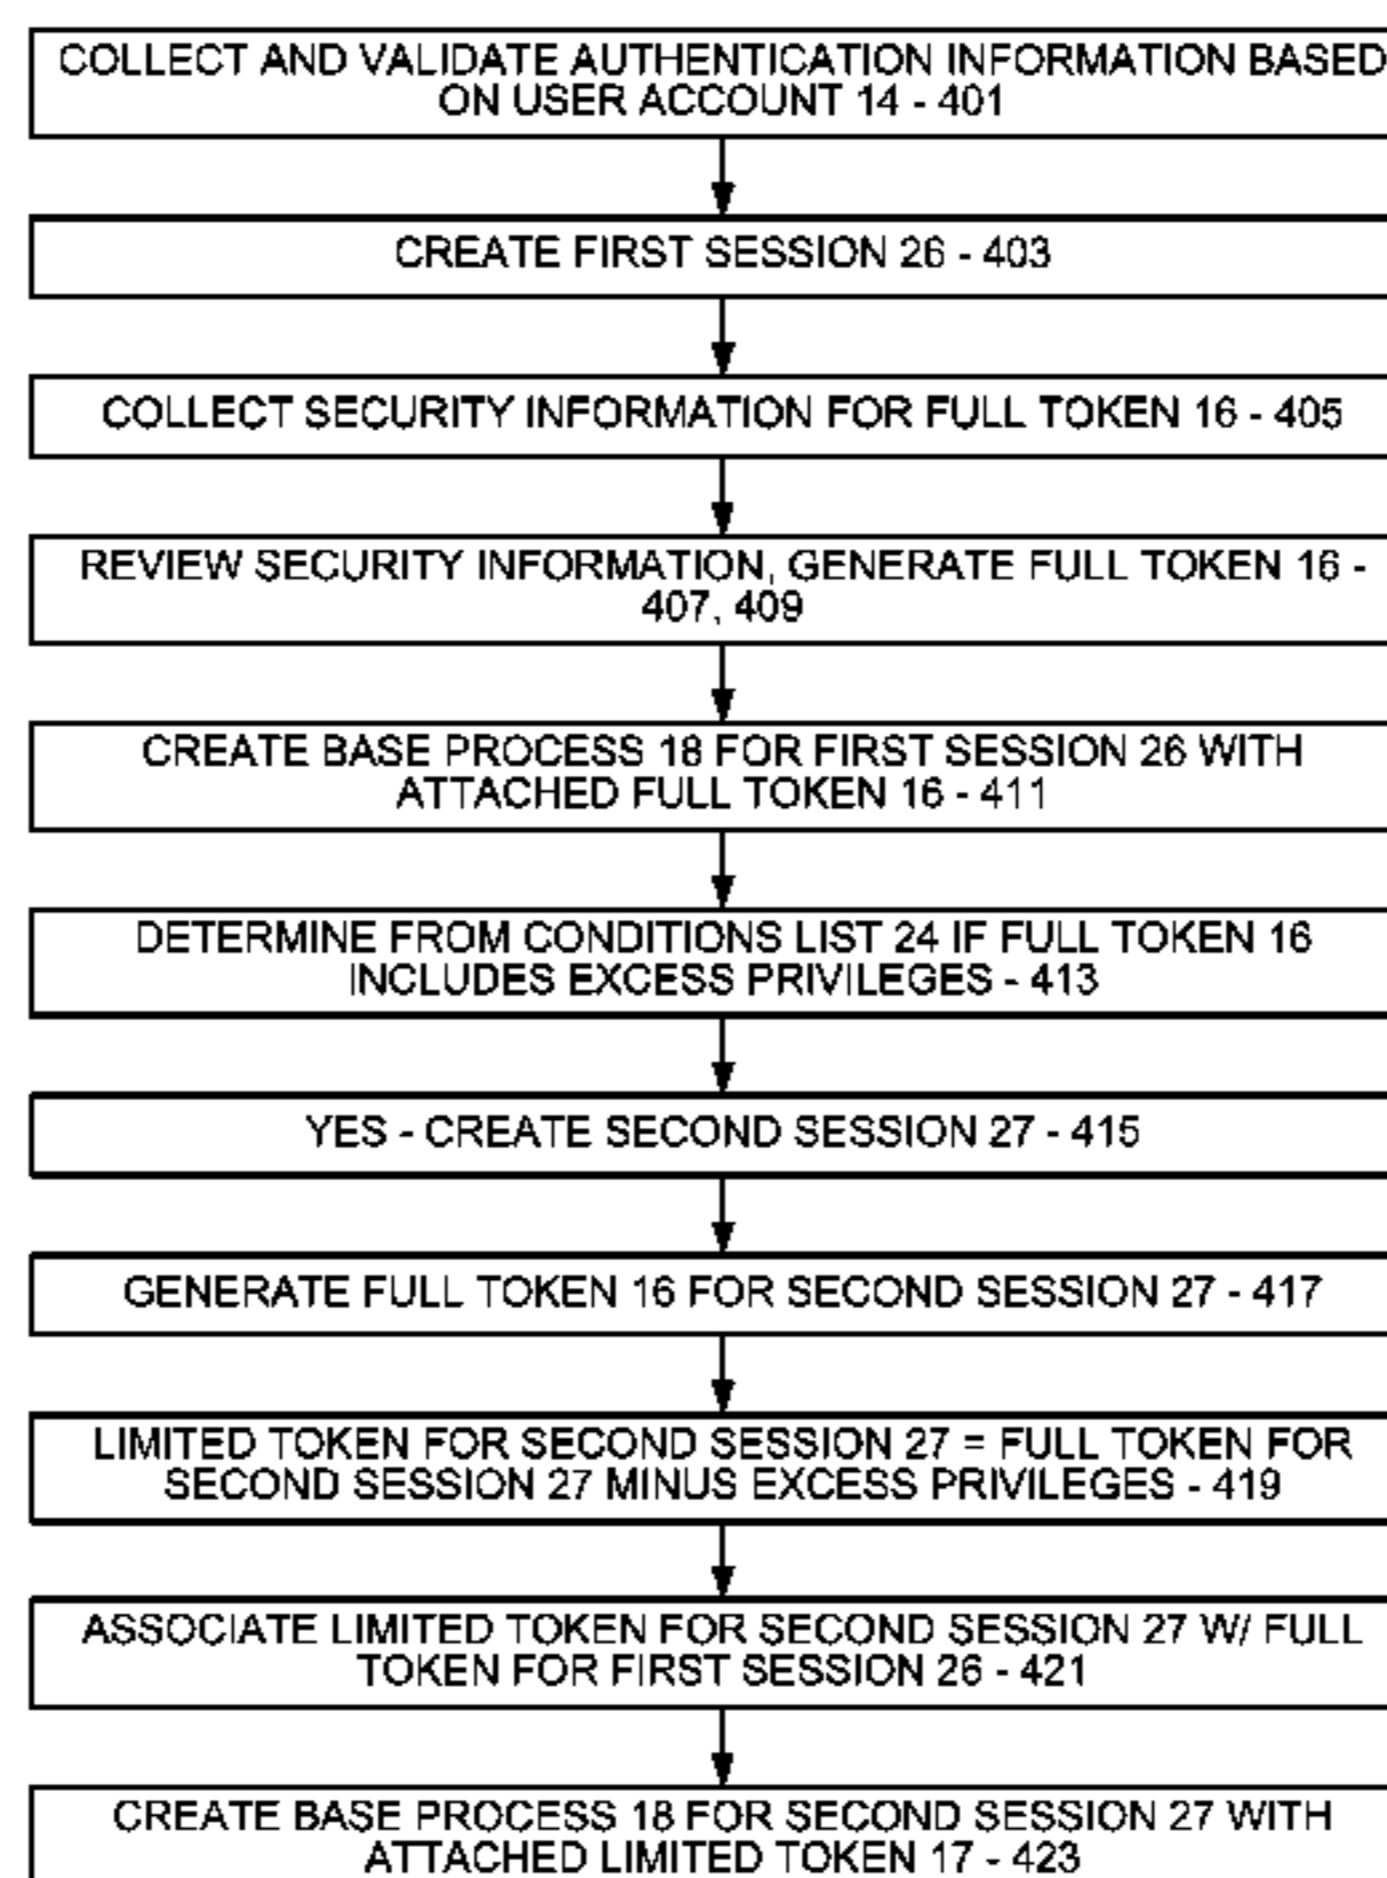 COLLECT AND VALIDATE AUTHENTICATION INFORMATION BASED
ON USER ACCOUNT 14 - 401
CREATE FIRST SESSION 26 - 403
COLLECT SECURITY INFORMATION FOR FULL TOKEN 16 - 405
REVIEW SECURITY INFORMATION, GENERATE FULL TOKEN 16 -
407, 409
CREATE BASE PROCESS 18 FOR FIRST SESSION 26 WITH
ATTACHED FULL TOKEN 16 - 411
DETERMINE FROM CONDITIONS LIST 24 IF FULL TOKEN 16
INCLUDES EXCESS PRIVILEGES - 413
YES - CREATE SECOND SESSION 27 - 415
GENERATE FULL TOKEN 16 FOR SECOND SESSION 27 - 417
LIMITED TOKEN FOR SECOND SESSION 27 = FULL TOKEN FOR
SECOND SESSION 27 MINUS EXCESS PRIVILEGES - 419
ASSOCIATE LIMITED TOKEN FOR SECOND SESSION 27 W/ FULL
TOKEN FOR FIRST SESSION 26 - 421
CREATE BASE PROCESS 18 FOR SECOND SESSION 27 WITH
ATTACHED LIMITED TOKEN 17 - 423